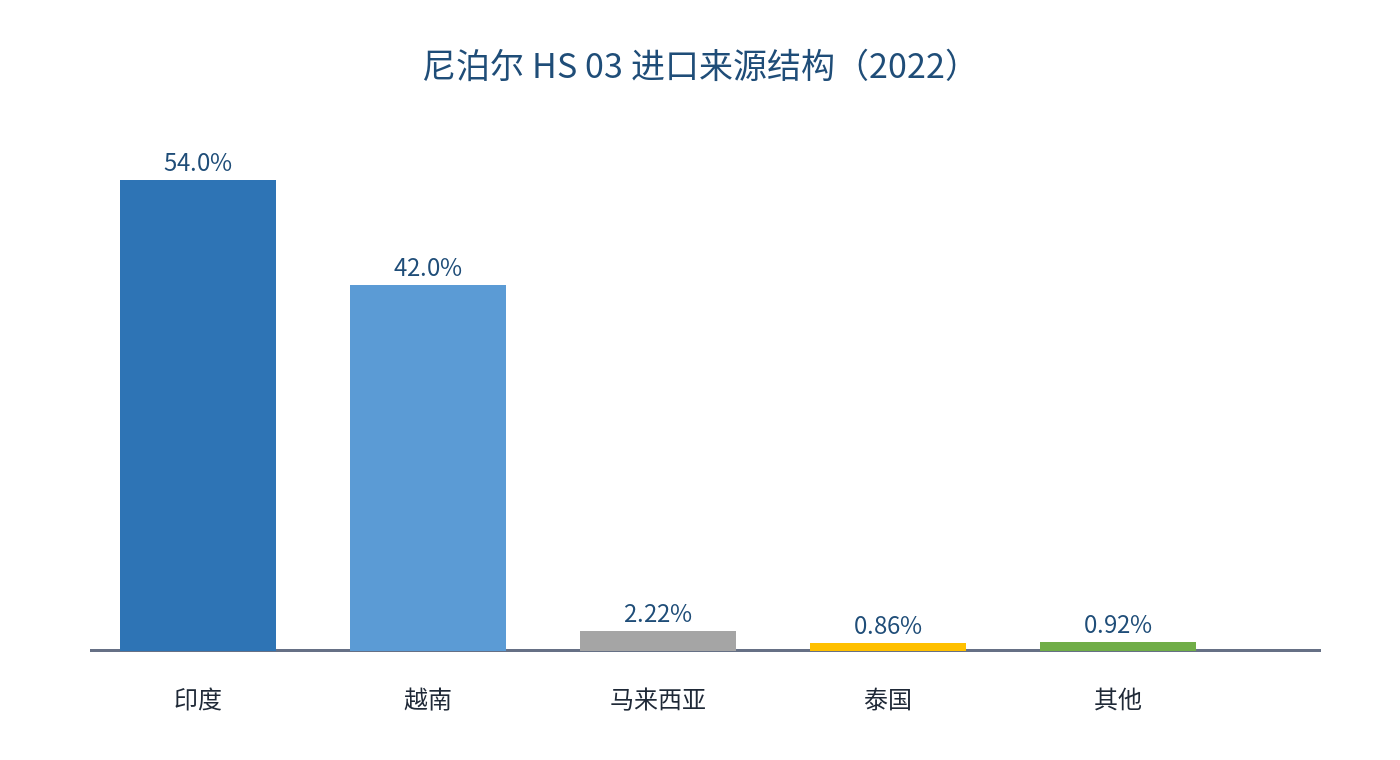 尼泊尔 HS 03 进口来源结构（2022）
54.0%
42.0%
2.22%
0.86%
0.92%
印度
越南
马来西亚
泰国
其他